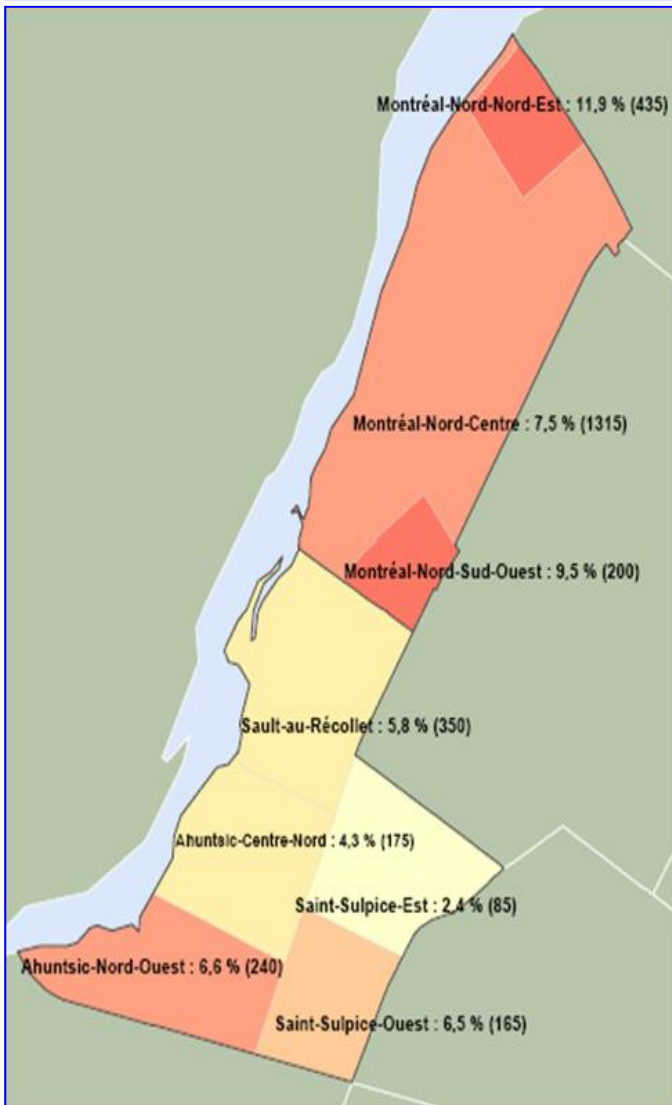 Montréal-Nord-Nord-Est : 11,9 % (435)
Montréal-Nord-Centre : 7,5 % (1315)
Montréal-Nord-Sud-Ouest : 9,5 % (200)
Sault-au-Récollet : 5,8 % (350)
Ahuntsic-Centre-Nord : 4,3 % (175)
Saint-Sulpice-Est : 2,4 % (85)
Ahuntsic-Nord-Ouest : 6,6 % (240)
Saint-Sulpice-Ouest : 6,5 % (165)